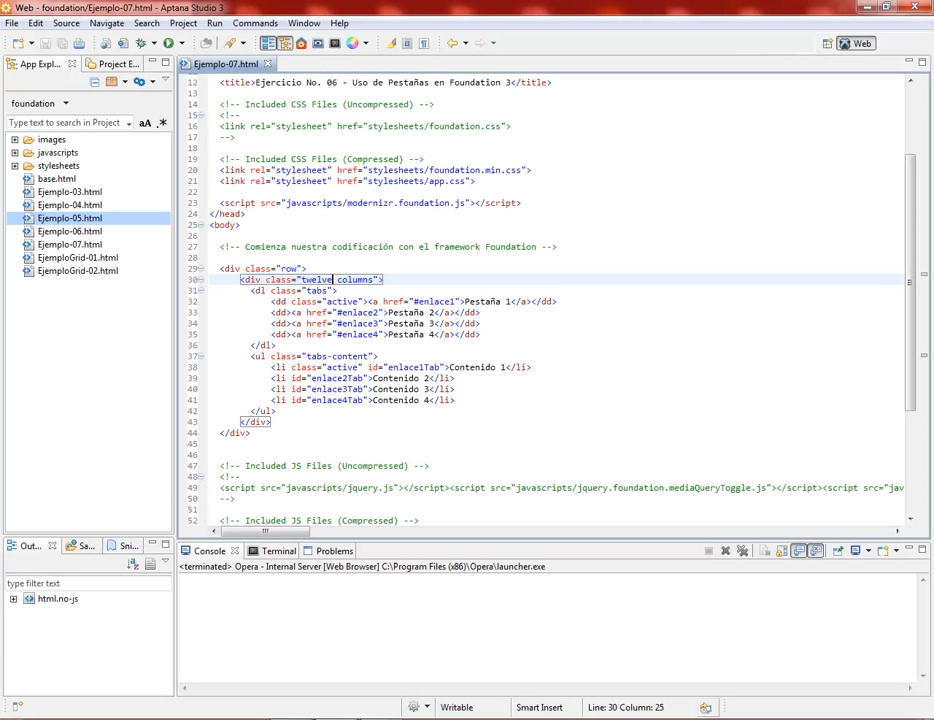 Web - foundation/Ejemplo-07.html - Aptana Studio 3
File Edit Source Navigate Search Project Run Commands Window Help
Web
App Expl... Project E...
Ejemplo-07.html
foundation
Type text to search in Project aA .*
images
javascripts
stylesheets
base.html
Ejemplo-03.html
Ejemplo-04.html
Ejemplo-05.html
Ejemplo-06.html
Ejemplo-07.html
EjemploGrid-01.html
EjemploGrid-02.html
12 <title>Ejercicio No. 06 - Uso de Pestañas en Foundation 3</title>
13
14 <!-- Included CSS Files (Uncompressed) -->
15 <!--
16 <link rel="stylesheet" href="stylesheets/foundation.css">
17 -->
18
19 <!-- Included CSS Files (Compressed) -->
20 <link rel="stylesheet" href="stylesheets/foundation.min.css">
21 <link rel="stylesheet" href="stylesheets/app.css">
22
23 <script src="javascripts/modernizr.foundation.js"></script>
24 </head>
25 <body>
26
27 <!-- Comienza nuestra codificación con el framework Foundation -->
28
29 <div class="row">
30 <div class="twelve columns">
31 <dl class="tabs">
32 <dd class="active"><a href="#enlace1">Pestaña 1</a></dd>
33 <dd><a href="#enlace2">Pestaña 2</a></dd>
34 <dd><a href="#enlace3">Pestaña 3</a></dd>
35 <dd><a href="#enlace4">Pestaña 4</a></dd>
36 </dl>
37 <ul class="tabs-content">
38 <li class="active" id="enlace1Tab">Contenido 1</li>
39 <li id="enlace2Tab">Contenido 2</li>
40 <li id="enlace3Tab">Contenido 3</li>
41 <li id="enlace4Tab">Contenido 4</li>
42 </ul>
43 </div>
44 </div>
45
46
47 <!-- Included JS Files (Uncompressed) -->
48 <!--
49 <script src="javascripts/jquery.js"></script><script src="javascripts/jquery.foundation.mediaQueryToggle.js"></script><script src="jav
50 -->
51
52 <!-- Included JS Files (Compressed) -->
Out... Sa... Sni...
type filter text
html.no-js
Console Terminal Problems
<terminated> Opera - Internal Server [Web Browser] C:\Program Files (x86)\Opera\launcher.exe
Writable Smart Insert Line: 30 Column: 25